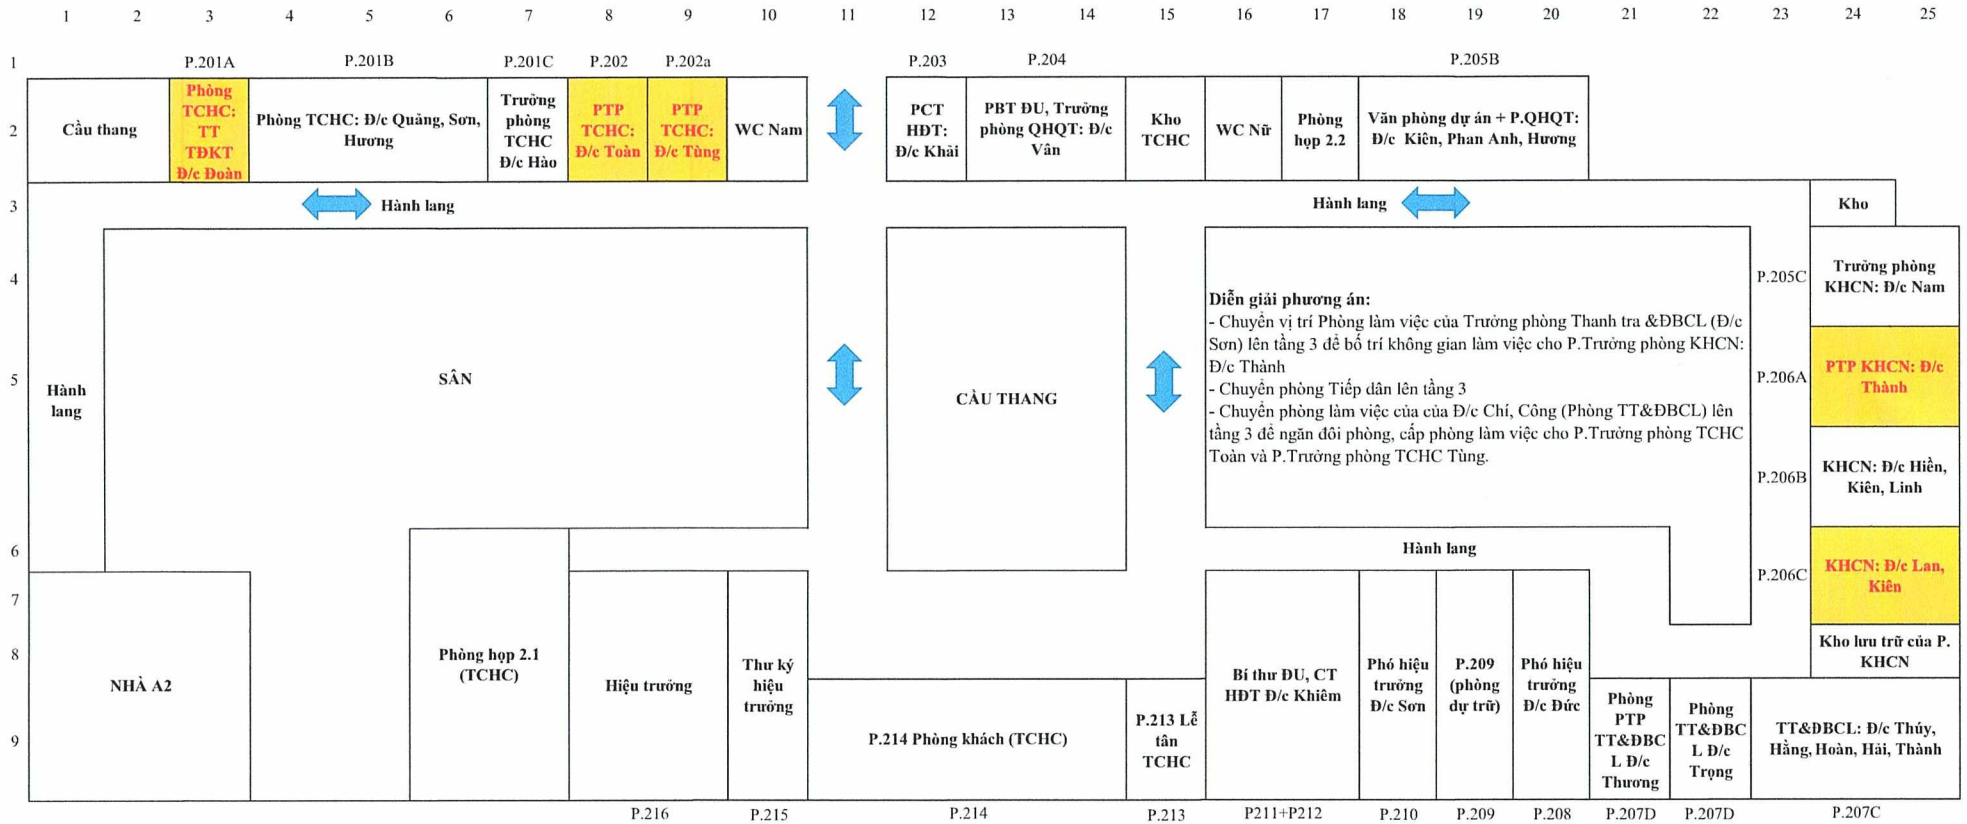 1 2 3 4 5 6 7 8 9 10 11 12 13 14 15 16 17 18 19 20 21 22 23 24 25
1
P.201A
P.201B
P.201C
P.202
P.202a
P.203
P.204
P.205B
2
Cầu thang
Phòng
TCHC:
TT
TĐKT
Đ/c Đoàn
Phòng TCHC: Đ/c Quảng, Sơn,
Hương
Trưởng
phòng
TCHC
Đ/c Hào
PTP
TCHC:
Đ/c Toàn
PTP
TCHC:
Đ/c Tùng
WC Nam
PCT
HĐT:
Đ/c Khải
PBT ĐU, Trưởng
phòng QHQT: Đ/c
Vân
Kho
TCHC
WC Nữ
Phòng
họp 2.2
Văn phòng dự án + P.QHQT:
Đ/c Kiên, Phan Anh, Hương
3
Hành lang
Hành lang
Kho
4
P.205C
Trưởng phòng
KHCN: Đ/c Nam
Diễn giải phương án:
- Chuyển vị trí Phòng làm việc của Trưởng phòng Thanh tra &ĐBCL (Đ/c
Sơn) lên tầng 3 để bố trí không gian làm việc cho P.Trưởng phòng KHCN:
Đ/c Thành
- Chuyển phòng Tiếp dân lên tầng 3
- Chuyển phòng làm việc của của Đ/c Chí, Công (Phòng TT&ĐBCL) lên
tầng 3 để ngăn đôi phòng, cấp phòng làm việc cho P.Trưởng phòng TCHC
Toàn và P.Trưởng phòng TCHC Tùng.
5
Hành
lang
SÂN
CẦU THANG
P.206A
PTP KHCN: Đ/c
Thành
P.206B
KHCN: Đ/c Hiền,
Kiên, Linh
6
Hành lang
P.206C
KHCN: Đ/c Lan,
Kiên
7
8
Kho lưu trữ của P.
KHCN
NHÀ A2
Phòng họp 2.1
(TCHC)
Hiệu trưởng
Thư ký
hiệu
trưởng
Bí thư ĐU, CT
HĐT Đ/c Khiêm
Phó hiệu
trưởng
Đ/c Sơn
P.209
(phòng
dự trữ)
Phó hiệu
trưởng
Đ/c Đức
9
P.214 Phòng khách (TCHC)
P.213 Lễ
tân
TCHC
Phòng
PTP
TT&ĐBC
L Đ/c
Thương
Phòng
TT&ĐBC
L Đ/c
Trọng
TT&ĐBCL: Đ/c Thúy,
Hằng, Hoàn, Hải, Thành
P.216
P.215
P.214
P.213
P211+P212
P.210
P.209
P.208
P.207D
P.207D
P.207C